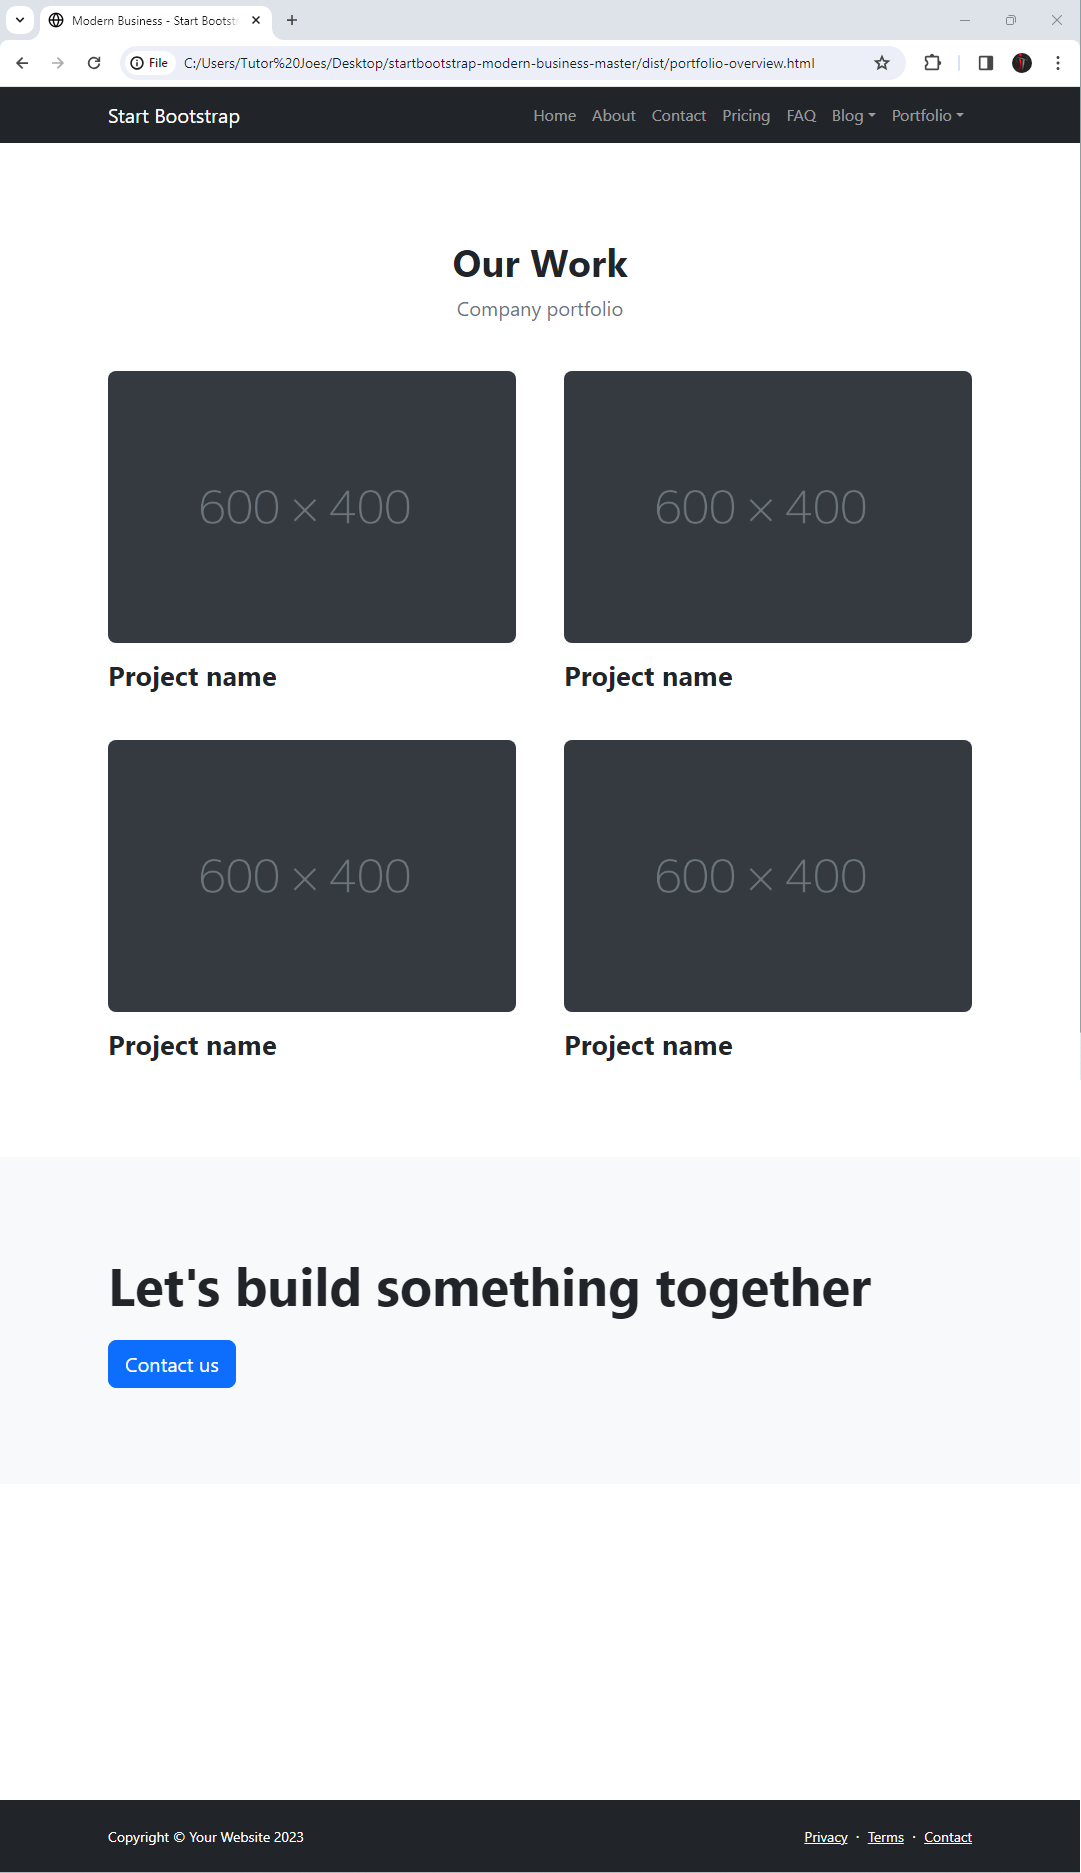 Modern Business - Start Bootst
File C:/Users/Tutor%20Joes/Desktop/startbootstrap-modern-business-master/dist/portfolio-overview.html
Start Bootstrap Home About Contact Pricing FAQ Blog Portfolio
Our Work
Company portfolio
600 × 400 600 × 400
Project name Project name
600 × 400 600 × 400
Project name Project name
Let's build something together
Contact us
Copyright © Your Website 2023 Privacy · Terms · Contact